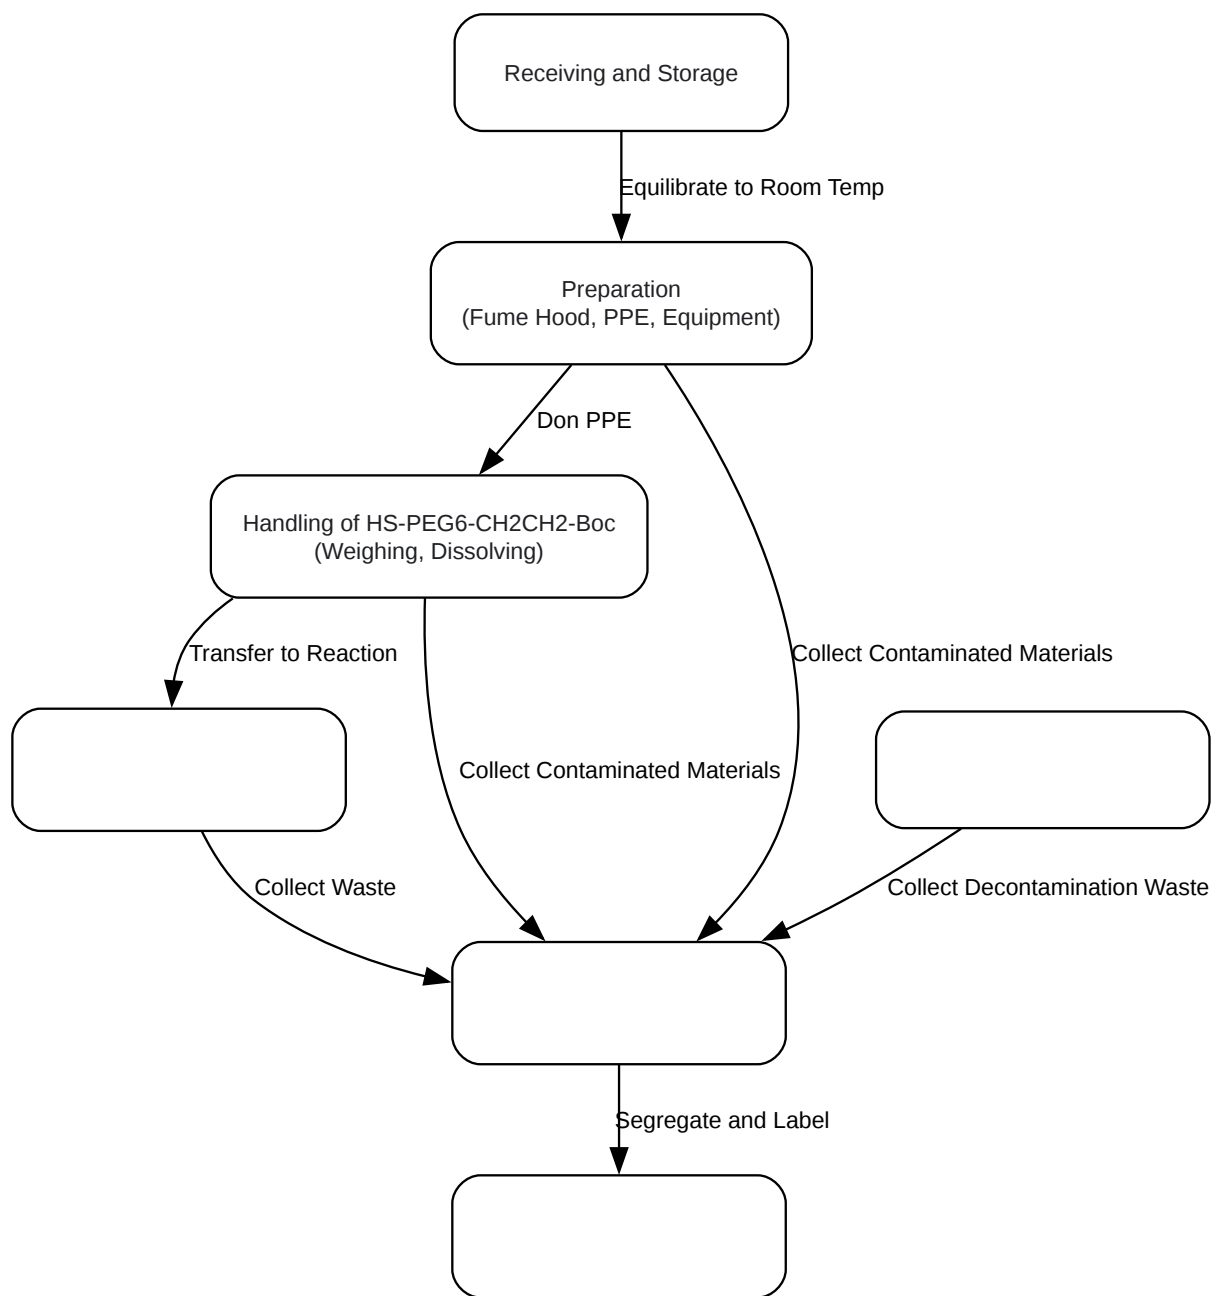 Receiving and Storage
Equilibrate to Room Temp
Preparation
(Fume Hood, PPE, Equipment)
Don PPE
Handling of HS-PEG6-CH2CH2-Boc
(Weighing, Dissolving)
Transfer to Reaction
Collect Contaminated Materials
Collect Contaminated Materials
Collect Waste
Collect Decontamination Waste
Segregate and Label